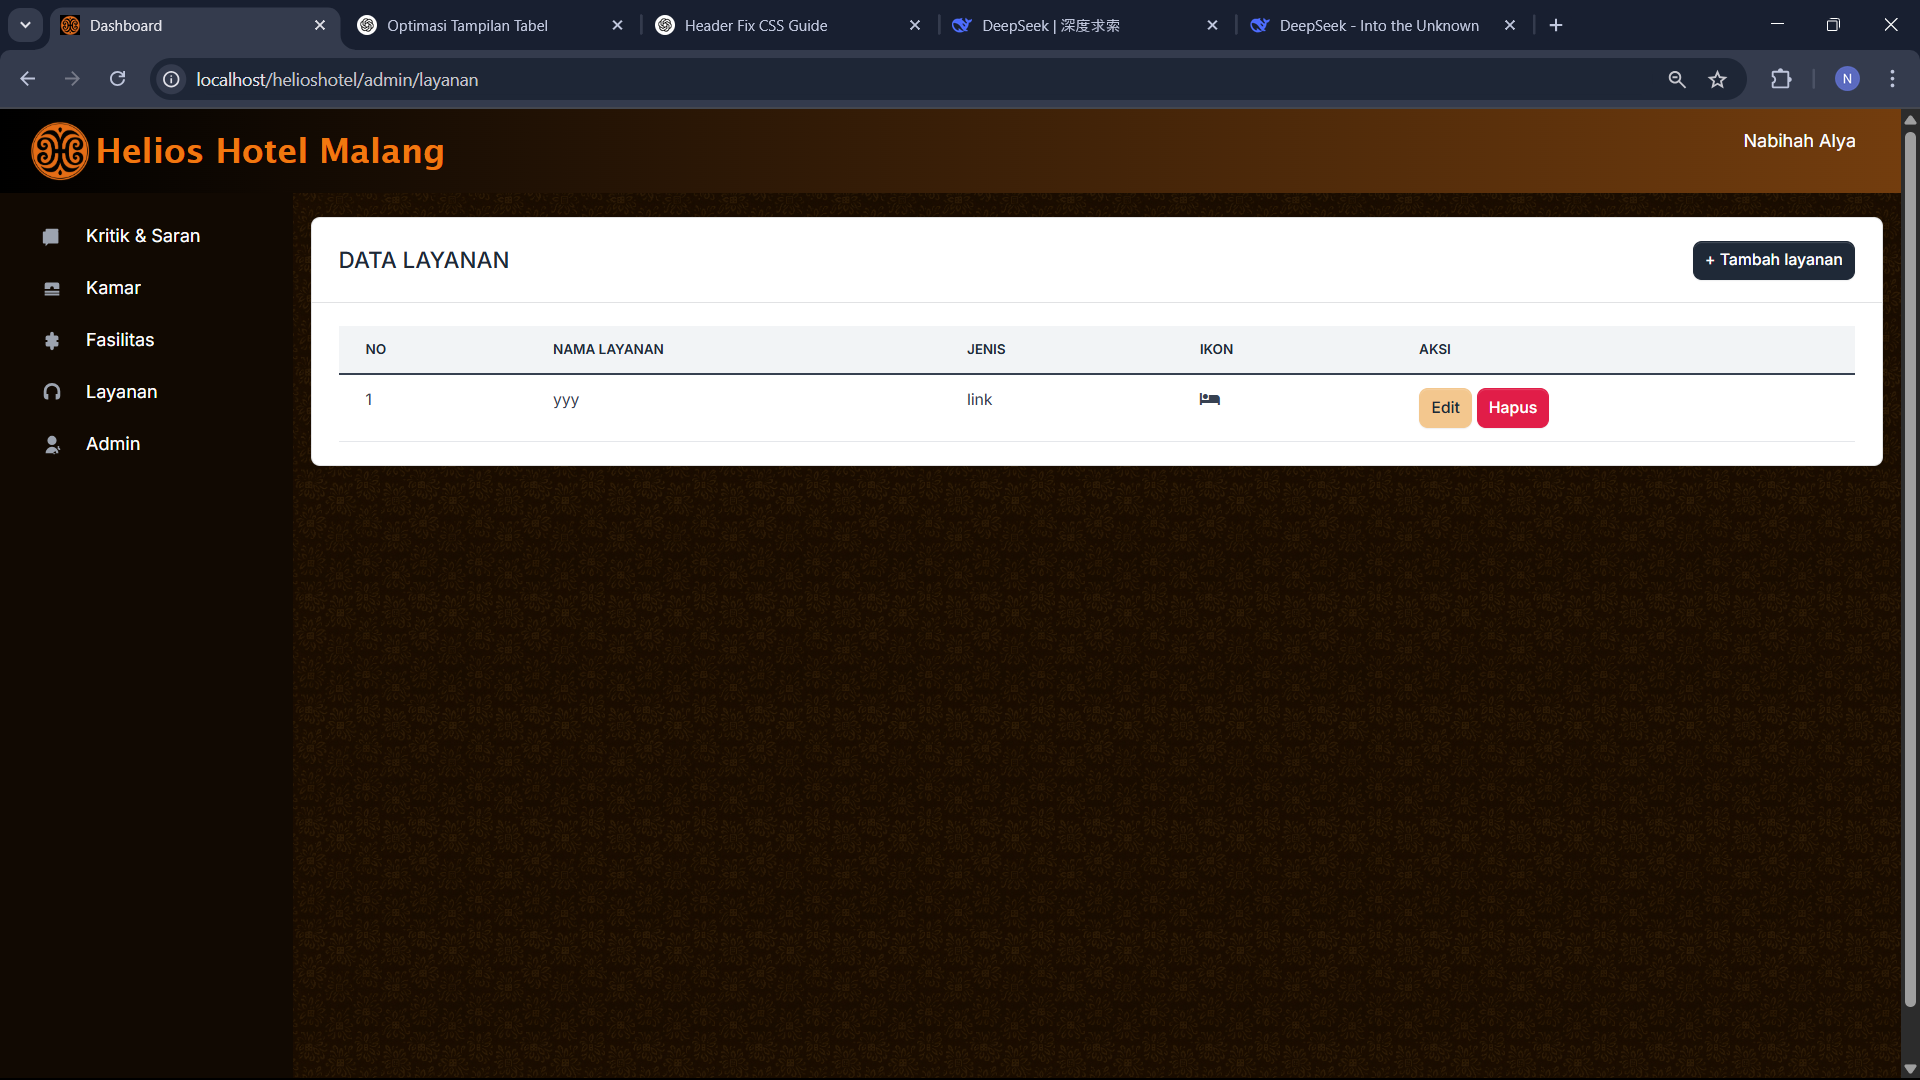 Dashboard
Optimasi Tampilan Tabel
Header Fix CSS Guide
DeepSeek | 深度求索
DeepSeek - Into the Unknown
localhost/helioshotel/admin/layanan
N
Helios Hotel Malang
Nabihah Alya
Kritik & Saran
Kamar
Fasilitas
Layanan
Admin
DATA LAYANAN
+ Tambah layanan
NO NAMA LAYANAN JENIS IKON AKSI
1 yyy link Edit Hapus